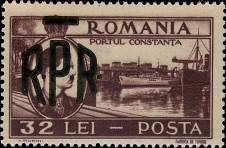 ROMANIA
PORTUL CONSTANTA
RPR
32 LEI — POSTA